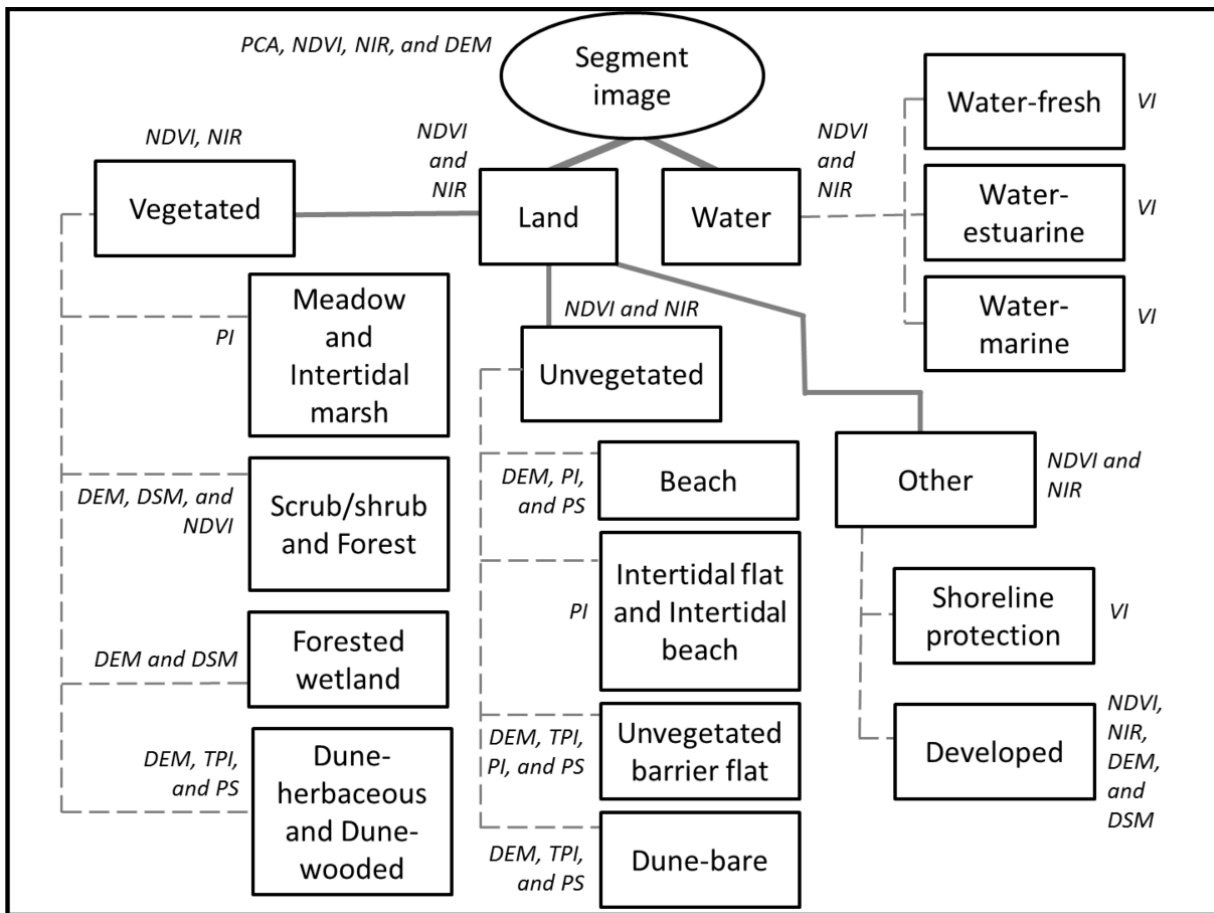 PCA, NDVI, NIR, and DEM
Segment
image
NDVI, NIR
Vegetated
NDVI
and
NIR
Land
Water
NDVI
and
NIR
Water-fresh
VI
Water-
estuarine
VI
Water-
marine
VI
PI
Meadow
and
Intertidal
marsh
DEM, DSM, and
NDVI
Scrub/shrub
and Forest
DEM and DSM
Forested
wetland
DEM, TPI,
and PS
Dune-
herbaceous
and Dune-
wooded
NDVI and NIR
Unvegetated
DEM, PI,
and PS
Beach
PI
Intertidal flat
and Intertidal
beach
DEM, TPI,
PI, and PS
Unvegetated
barrier flat
DEM, TPI,
and PS
Dune-bare
Other
NDVI and
NIR
Shoreline
protection
VI
Developed
NDVI,
NIR,
DEM,
and
DSM